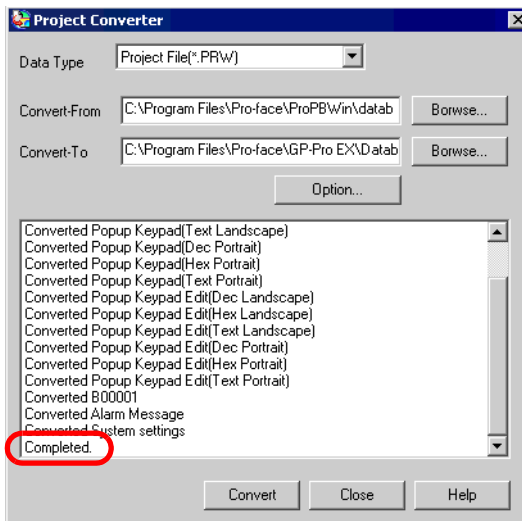 Project Converter
Data Type
Project File(*.PRW)
Convert-From
C:\Program Files\Pro-face\ProPBWin\datab
Borwse...
Convert-To
C:\Program Files\Pro-face\GP-Pro EX\Datab
Borwse...
Option...
Converted Popup Keypad(Text Landscape)
Converted Popup Keypad(Dec Portrait)
Converted Popup Keypad(Hex Portrait)
Converted Popup Keypad(Text Portrait)
Converted Popup Keypad Edit(Dec Landscape)
Converted Popup Keypad Edit(Hex Landscape)
Converted Popup Keypad Edit(Text Landscape)
Converted Popup Keypad Edit(Dec Portrait)
Converted Popup Keypad Edit(Hex Portrait)
Converted Popup Keypad Edit(Text Portrait)
Converted B00001
Converted Alarm Message
Converted System settings
Completed.
Convert
Close
Help